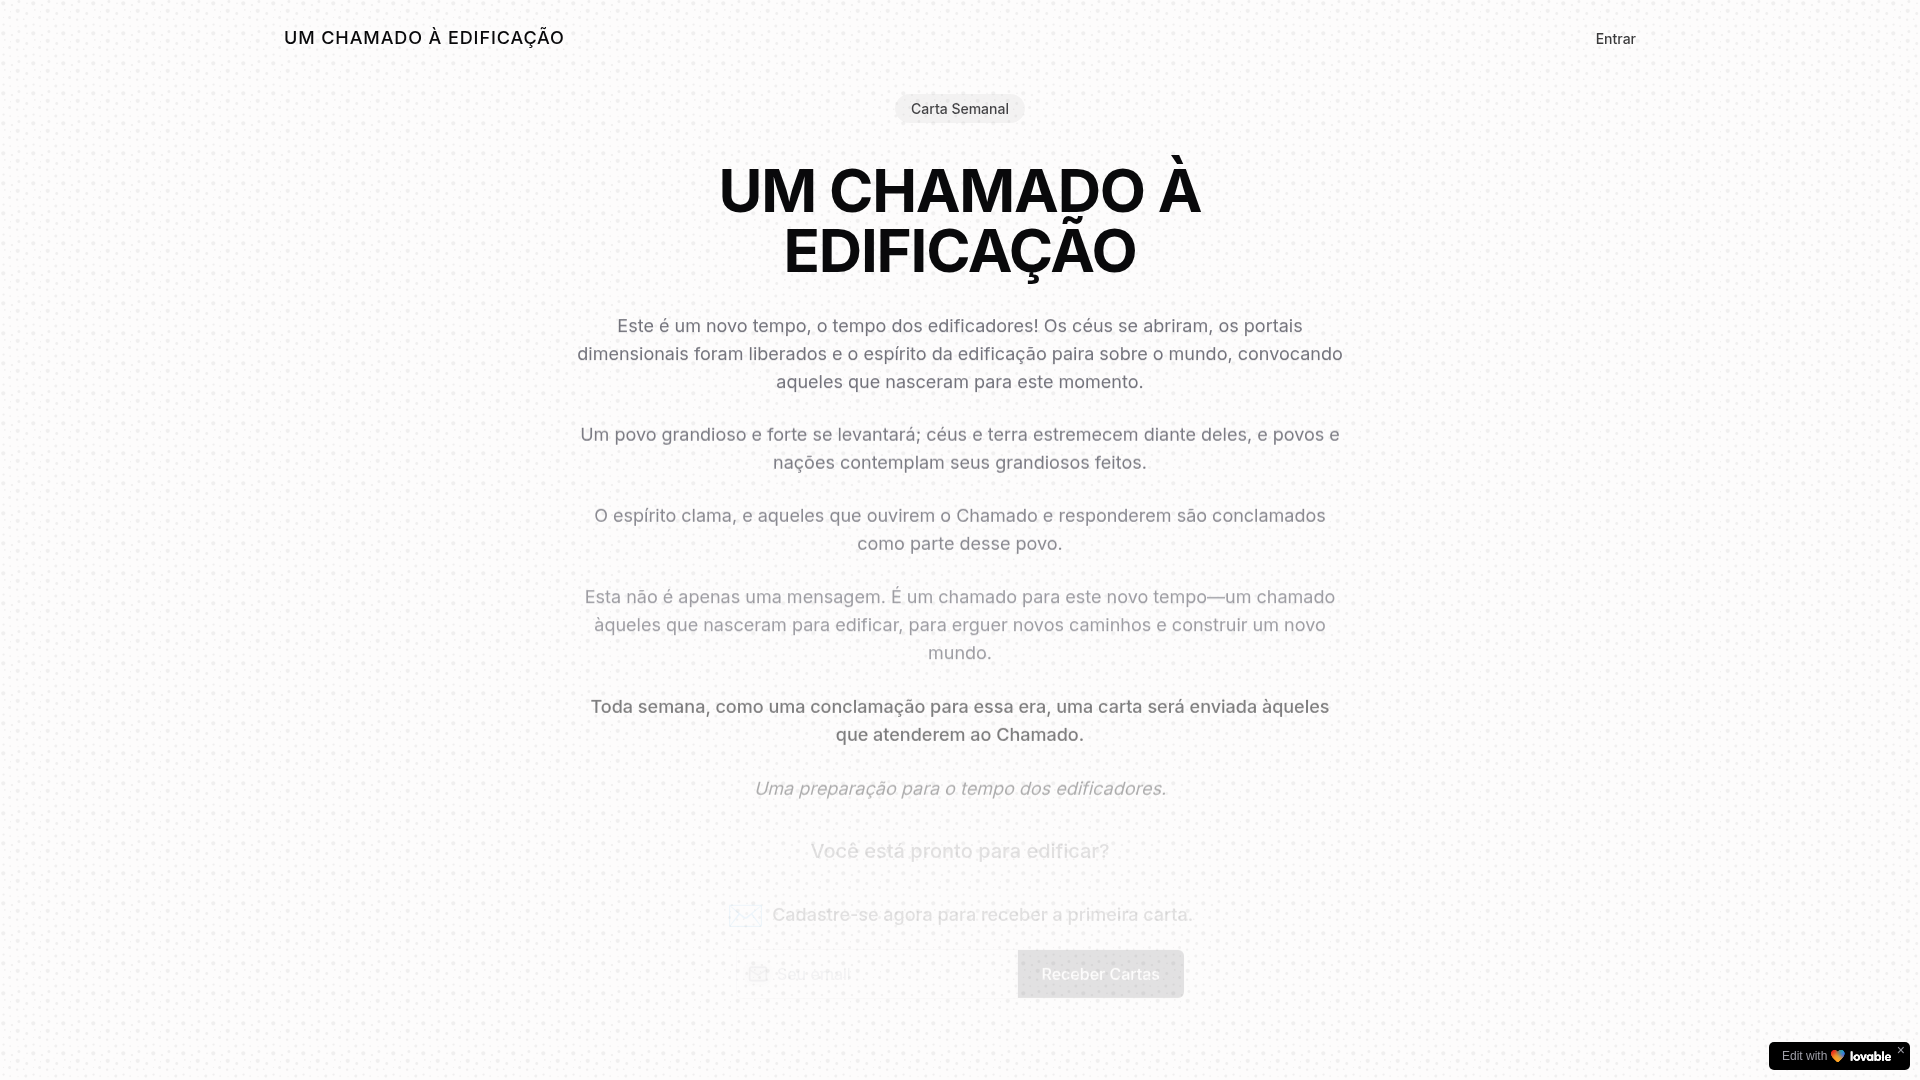 UM CHAMADO À EDIFICAÇÃO
Entrar
Carta Semanal
UM CHAMADO À
EDIFICAÇÃO
Este é um novo tempo, o tempo dos edificadores! Os céus se abriram, os portais
dimensionais foram liberados e o espírito da edificação paira sobre o mundo, convocando
aqueles que nasceram para este momento.
Um povo grandioso e forte se levantará; céus e terra estremecem diante deles, e povos e
nações contemplam seus grandiosos feitos.
O espírito clama, e aqueles que ouvirem o Chamado e responderem são conclamados
como parte desse povo.
Esta não é apenas uma mensagem. É um chamado para este novo tempo—um chamado
àqueles que nasceram para edificar, para erguer novos caminhos e construir um novo
mundo.
Toda semana, como uma conclamação para essa era, uma carta será enviada àqueles
que atenderem ao Chamado.
Uma preparação para o tempo dos edificadores.
Você está pronto para edificar?
Cadastre-se agora para receber a primeira carta.
Seu email
Receber Cartas
Edit with lovable ×